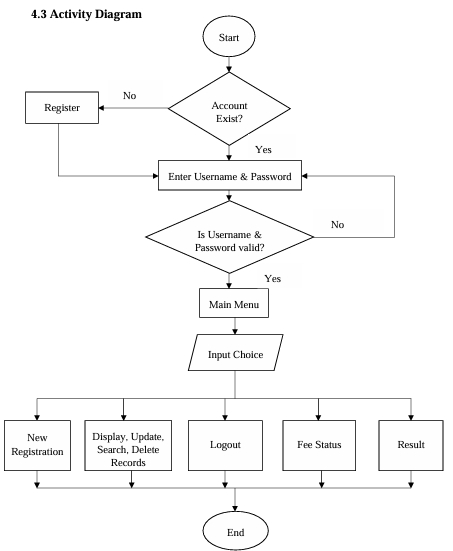 4.3 Activity Diagram
Start
Account
Exist?
No
Register
Yes
Enter Username & Password
Is Username &
Password valid?
No
Yes
Main Menu
Input Choice
New
Registration
Display, Update,
Search, Delete
Records
Logout
Fee Status
Result
End